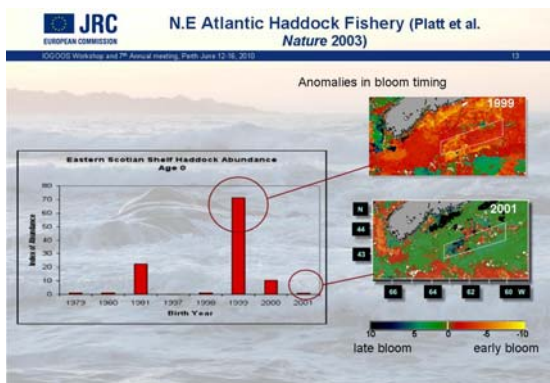 JRC
EUROPEAN COMMISSION
N.E Atlantic Haddock Fishery (Platt et al.
Nature 2003)
IOGOOS Workshop and 7th Annual meeting, Perth June 12-16, 2010
13
Anomalies in bloom timing
1999
Eastern Scotian Shelf Haddock Abundance
Age 0
80
70
60
50
40
30
20
10
0
Index of Abundance
1979 1980 1981 1997 1998 1999 2000 2001
Birth Year
2001
N
44
43
66 64 62 60 W
10 5 0 -5 -10
late bloom early bloom